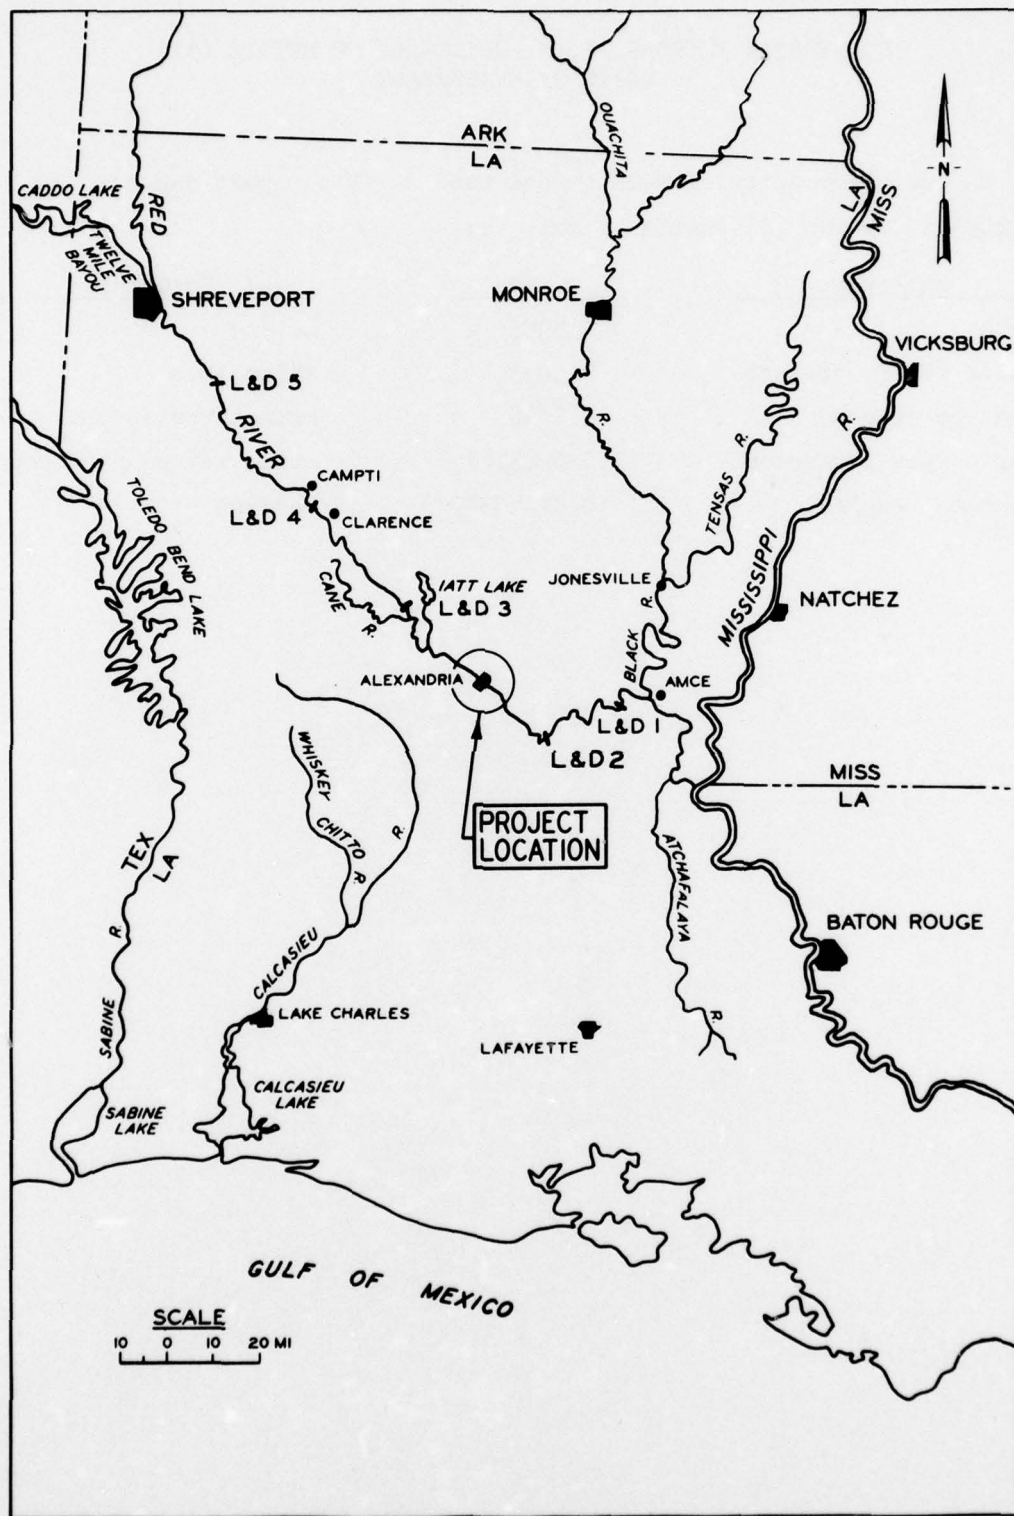 ARK
LA
OUACHITA
N
LA
MISS
CADDO LAKE
RED
TWELVE
MILE
BAYOU
SHREVEPORT
MONROE
VICKSBURG
L&D 5
RIVER
R.
R.
R.
CAMPTI
L&D 4
CLARENCE
TENSAS
TOLEDO BEND LAKE
CANE
R.
IATT LAKE
L&D 3
JONESVILLE
R.
MISSISSIPPI
NATCHEZ
BLACK
ALEXANDRIA
AMCE
L&D 1
L&D2
WHISKEY
CHITTO
R.
R.
MISS
LA
PROJECT
LOCATION
TEX
LA
ATCHAFALAYA
R.
BATON ROUGE
R.
SABINE
CALCASIEU
LAKE CHARLES
LAFAYETTE
CALCASIEU
LAKE
SABINE
LAKE
GULF OF MEXICO
SCALE
10 0 10 20 MI